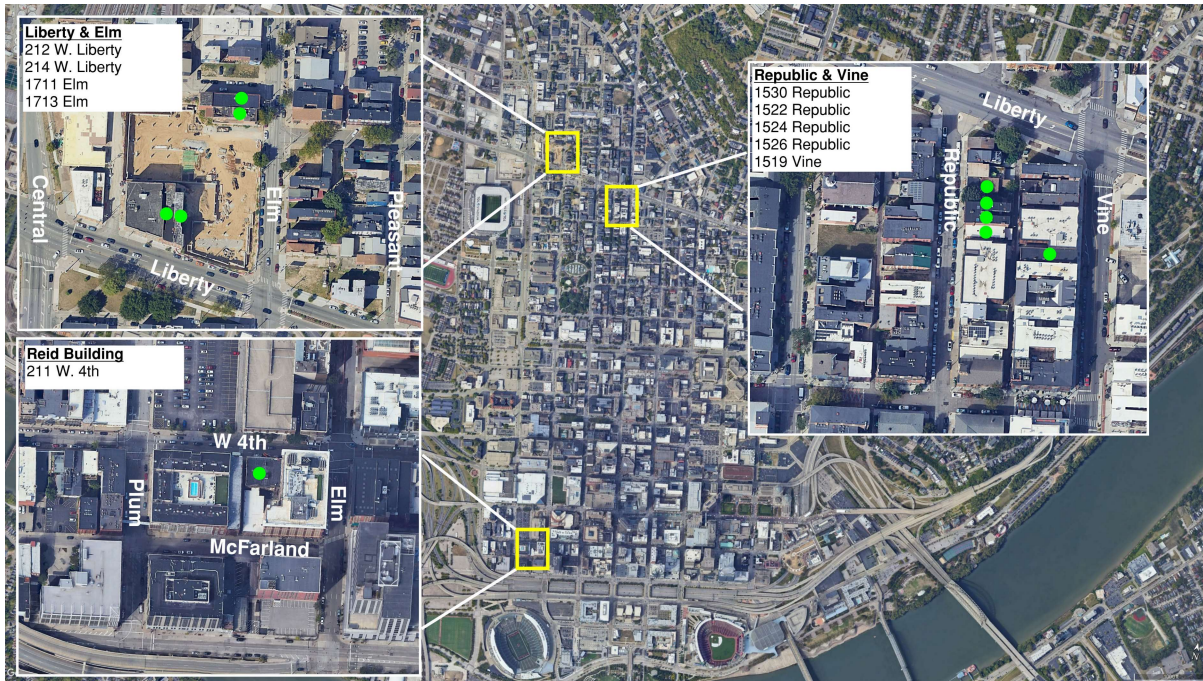 Liberty & Elm
212 W. Liberty
214 W. Liberty
1711 Elm
1713 Elm
Central
Elm
Pleasant
Liberty
Reid Building
211 W. 4th
W 4th
Plum
Elm
McFarland
Republic & Vine
1530 Republic
1522 Republic
1524 Republic
1526 Republic
1519 Vine
Liberty
Republic
Vine